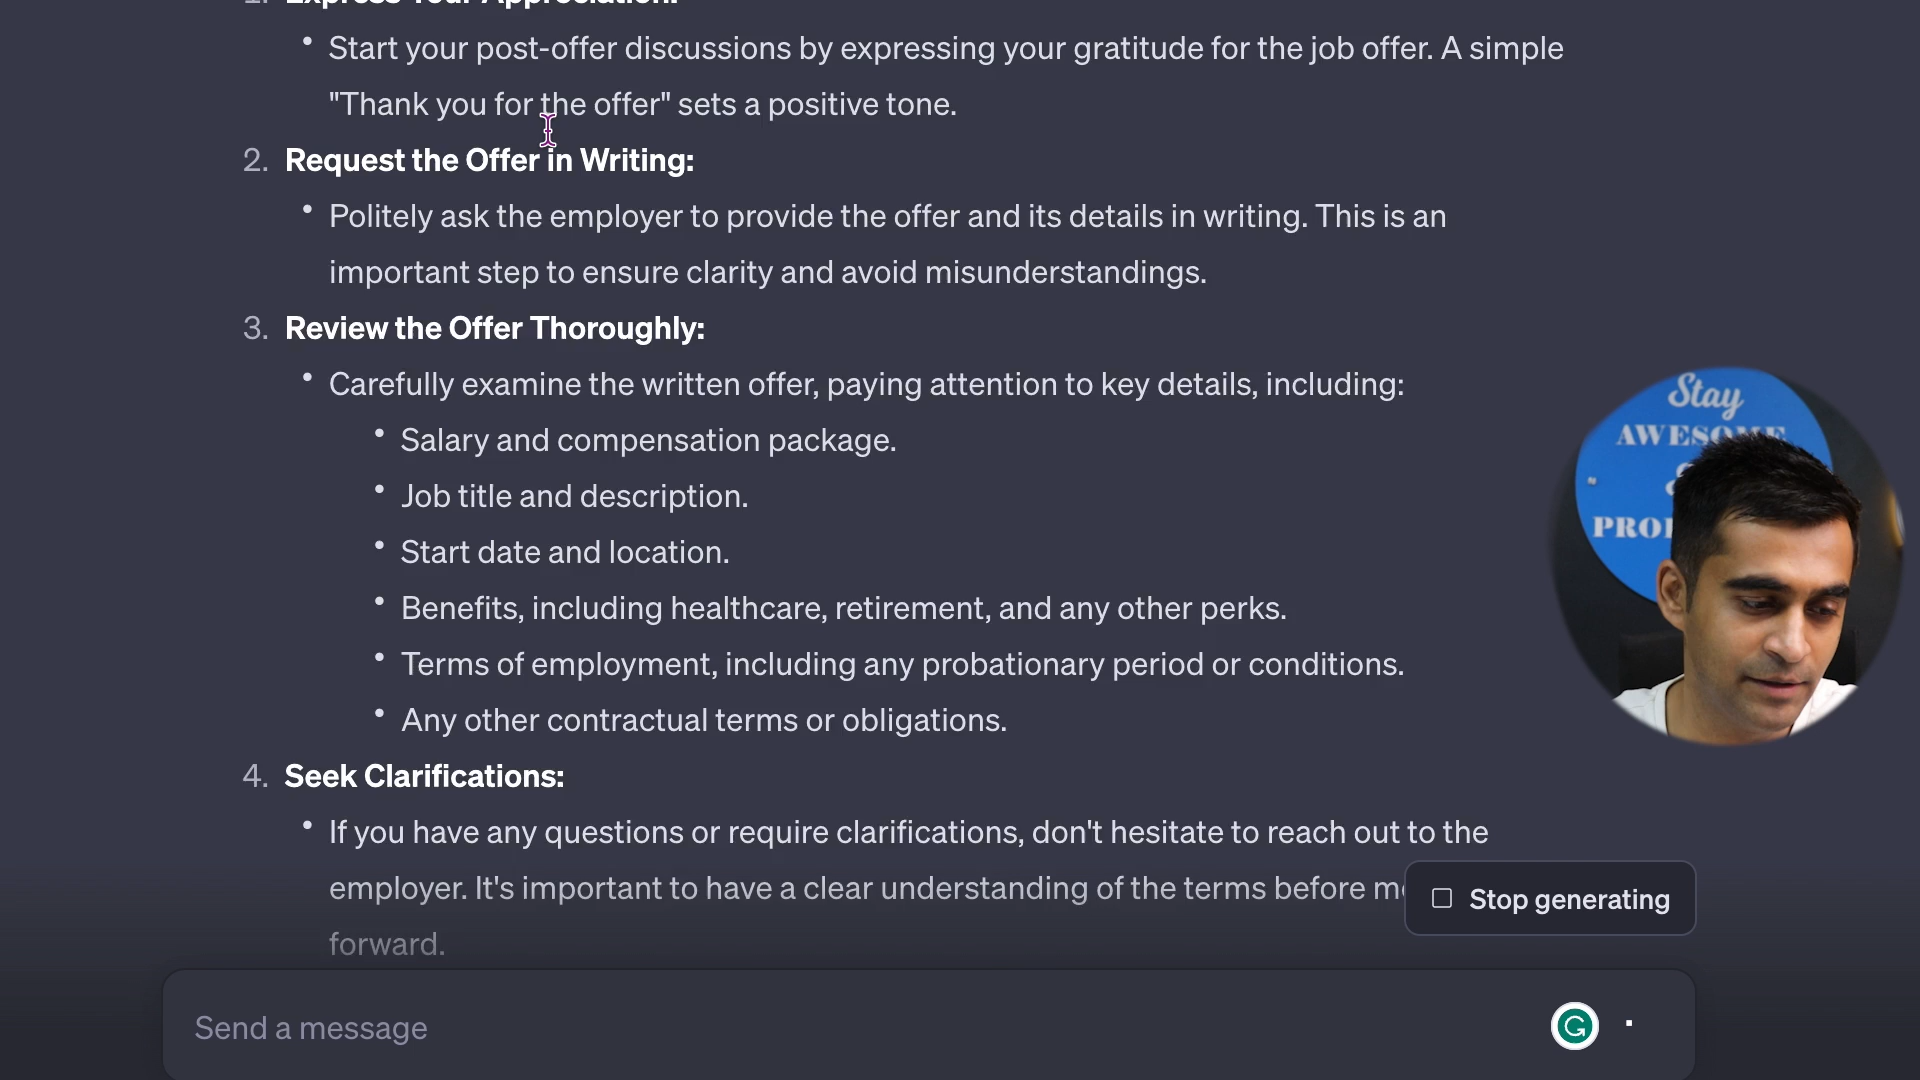 1. Express Your Appreciation:
• Start your post-offer discussions by expressing your gratitude for the job offer. A simple
"Thank you for the offer" sets a positive tone.
2. Request the Offer in Writing:
• Politely ask the employer to provide the offer and its details in writing. This is an
important step to ensure clarity and avoid misunderstandings.
3. Review the Offer Thoroughly:
• Carefully examine the written offer, paying attention to key details, including:
• Salary and compensation package.
• Job title and description.
• Start date and location.
• Benefits, including healthcare, retirement, and any other perks.
• Terms of employment, including any probationary period or conditions.
• Any other contractual terms or obligations.
4. Seek Clarifications:
• If you have any questions or require clarifications, don't hesitate to reach out to the
employer. It's important to have a clear understanding of the terms before
forward.
Stop generating
Send a message
Stay
AWESOME